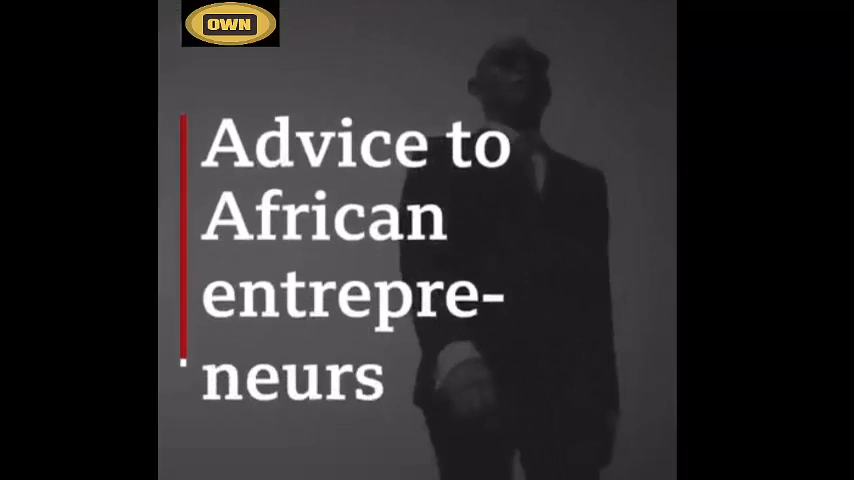 OWN
Advice to
African
entrepre-
neurs